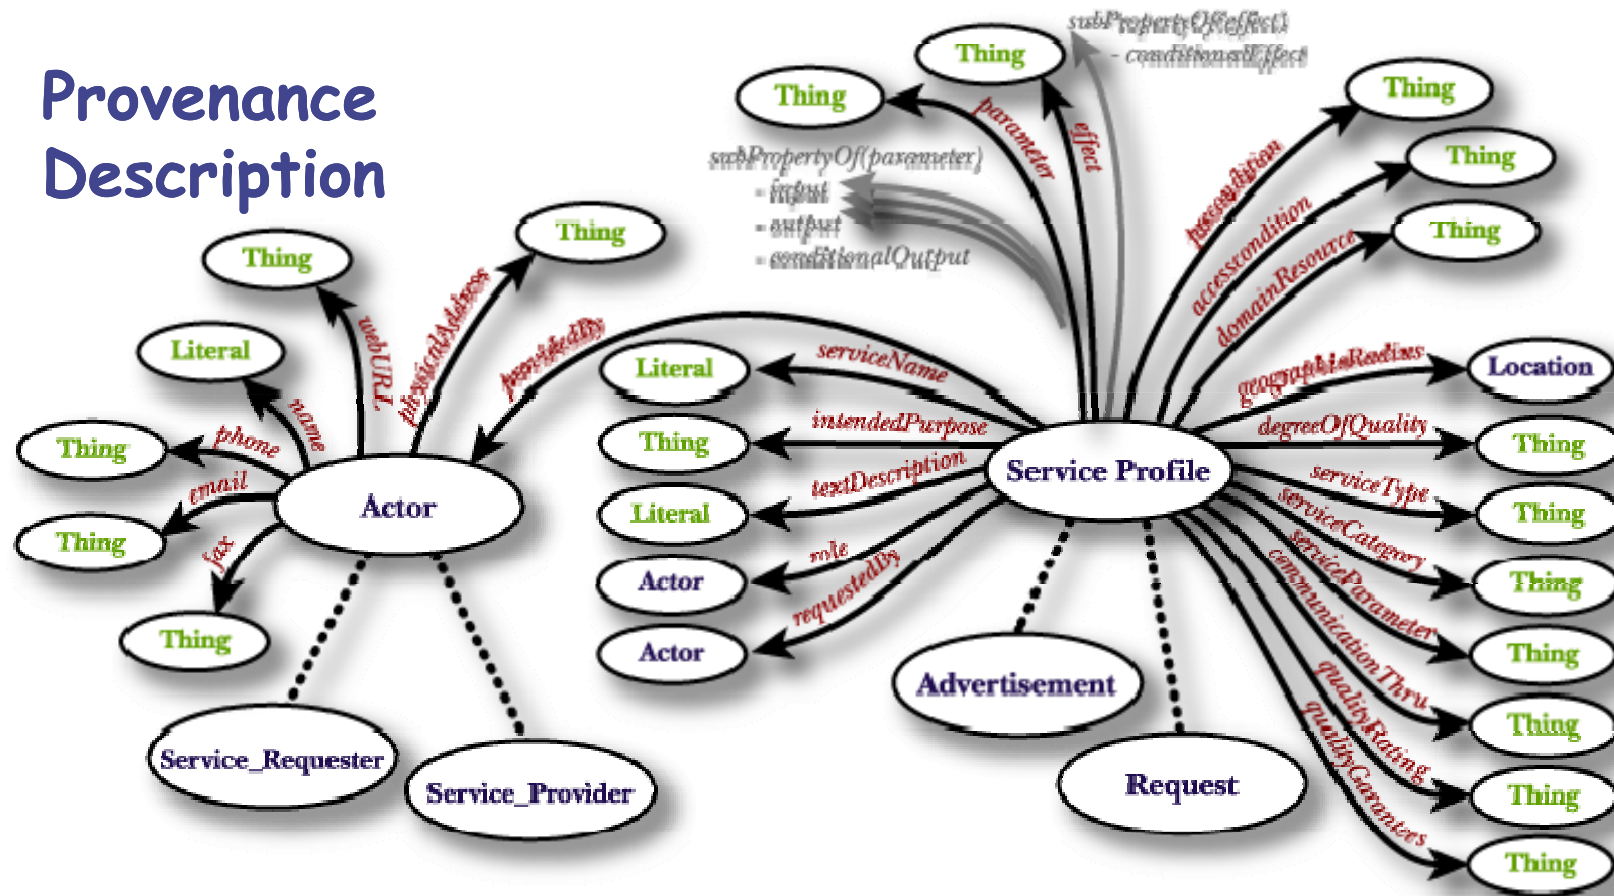 Provenance
Description
Thing
Thing
Literal
Thing
Thing
Thing
webURL
physicalAddress
name
phone
email
fax
Actor
Service_Requester
Service_Provider
providedBy
Thing
Thing
subPropertyOf(effect)
- conditionalEffect
parameter
effect
subPropertyOf(parameter)
- input
- output
- conditionalOutput
Thing
Thing
Thing
precondition
accesscondition
domainResource
Literal
serviceName
Thing
intendedPurpose
Literal
textDescription
Actor
role
Actor
requestedBy
Service Profile
Advertisement
Request
geographicRadius
Location
degreeOfQuality
Thing
serviceType
Thing
serviceCategory
Thing
serviceParameter
Thing
communicationThru
Thing
qualityRating
Thing
qualityGarantees
Thing